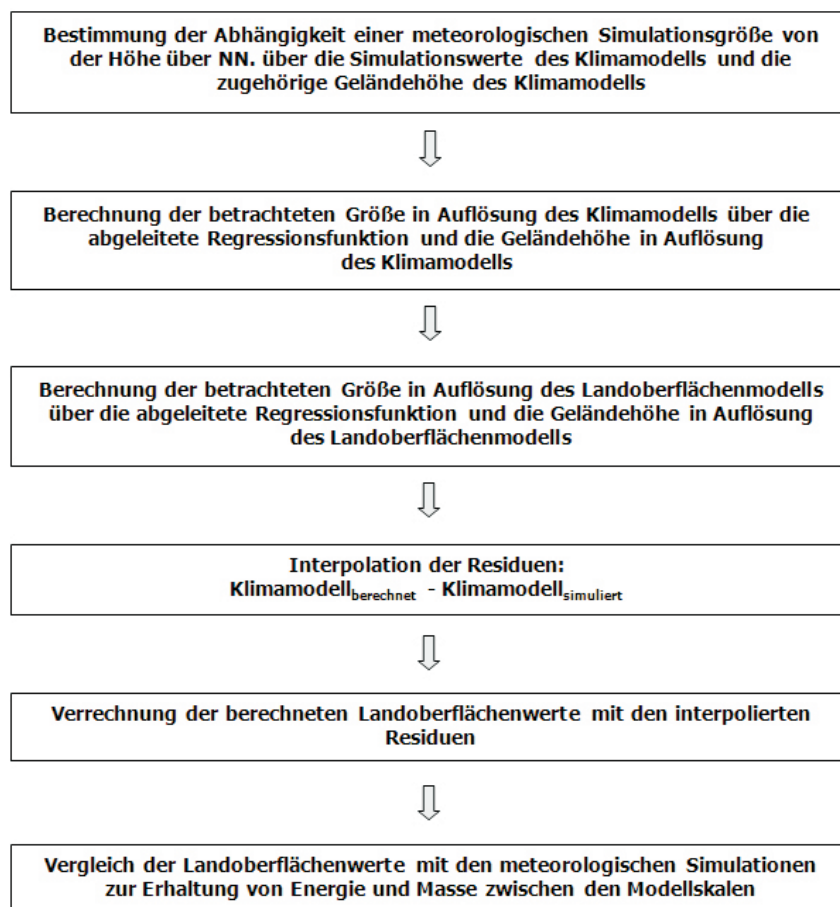 Bestimmung der Abhängigkeit einer meteorologischen Simulationsgröße von
der Höhe über NN. über die Simulationswerte des Klimamodells und die
zugehörige Geländehöhe des Klimamodells
Berechnung der betrachteten Größe in Auflösung des Klimamodells über die
abgeleitete Regressionsfunktion und die Geländehöhe in Auflösung
des Klimamodells
Berechnung der betrachteten Größe in Auflösung des Landoberflächenmodells
über die abgeleitete Regressionsfunktion und die Geländehöhe in Auflösung
des Landoberflächenmodells
Interpolation der Residuen:
Klimamodell berechnet - Klimamodell simuliert
Verrechnung der berechneten Landoberflächenwerte mit den interpolierten
Residuen
Vergleich der Landoberflächenwerte mit den meteorologischen Simulationen
zur Erhaltung von Energie und Masse zwischen den Modellskalen